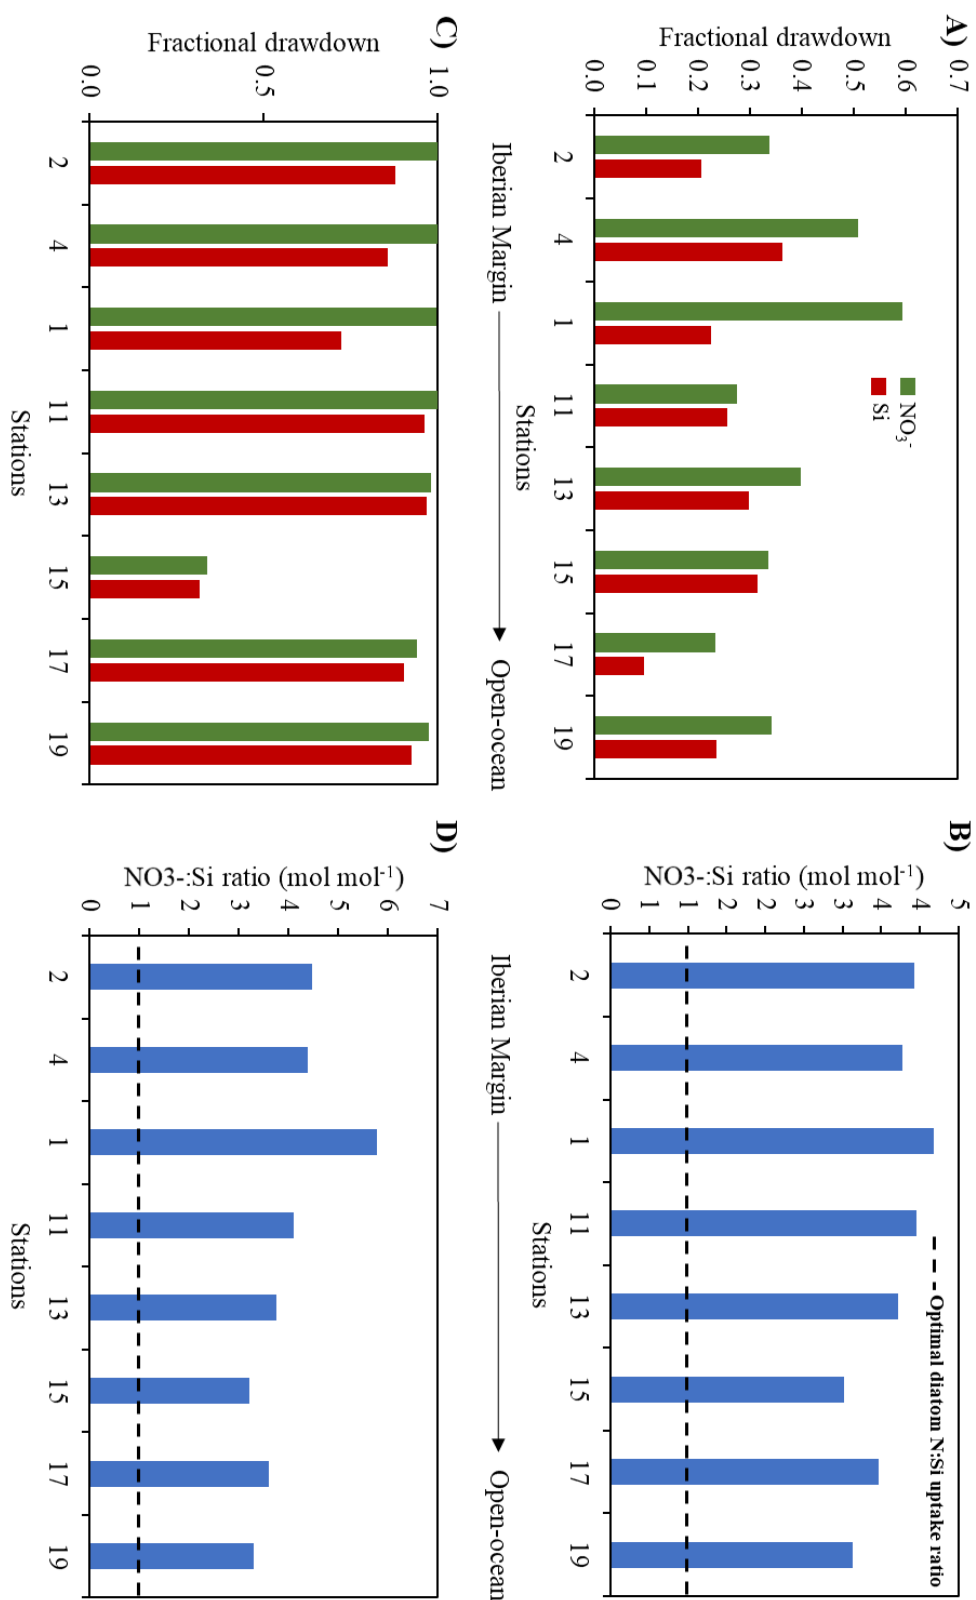 A)
Fractional drawdown
0.0 0.1 0.2 0.3 0.4 0.5 0.6 0.7
NO₃⁻
Si
2 4 1 11 13 15 17 19
Stations
Iberian Margin Open-ocean
B)
NO3-:Si ratio (mol mol⁻¹)
0 1 1 2 2 3 3 4 4 5
Optimal diatom N:Si uptake ratio
2 4 1 11 13 15 17 19
Stations
Iberian Margin Open-ocean
C)
Fractional drawdown
0.0 0.5 1.0
2 4 1 11 13 15 17 19
Stations
D)
NO3-:Si ratio (mol mol⁻¹)
0 1 2 3 4 5 6 7
2 4 1 11 13 15 17 19
Stations